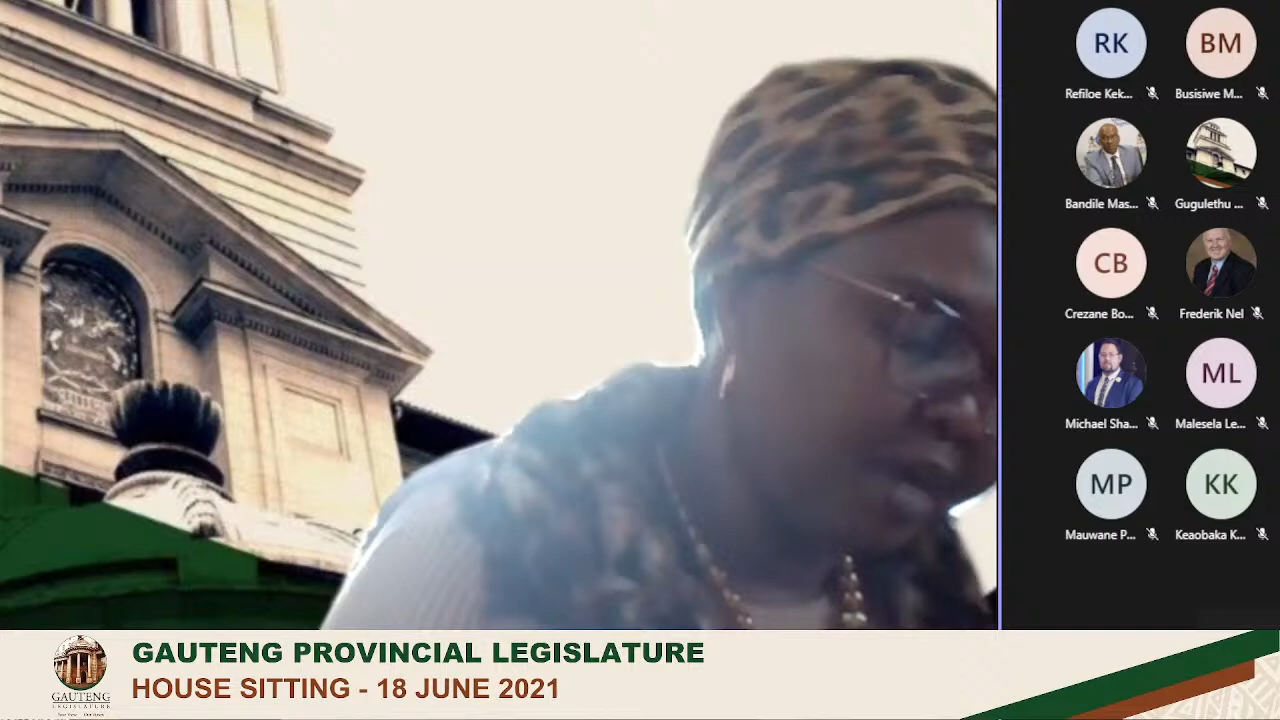 RK
BM
Refiloe Kek...
Busisiwe M...
Bandile Mas...
Gugulethu ...
CB
Crezane Bo...
Frederik Nel
Michael Sha...
ML
Malesela Le...
MP
KK
Mauwane P...
Keaobaka K...
GAUTENG PROVINCIAL LEGISLATURE
HOUSE SITTING - 18 JUNE 2021
GAUTENG
LEGISLATURE